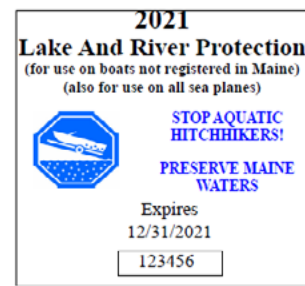 2021
Lake And River Protection
(for use on boats not registered in Maine)
(also for use on all sea planes)
STOP AQUATIC
HITCHHIKERS!
PRESERVE MAINE
WATERS
Expires
12/31/2021
123456